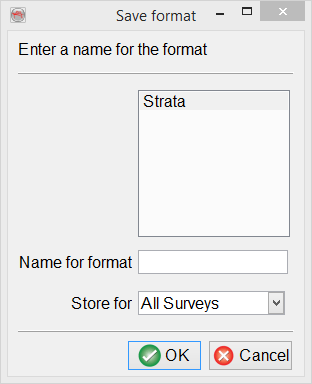 Save format
Enter a name for the format
Strata
Name for format
Store for All Surveys
OK Cancel